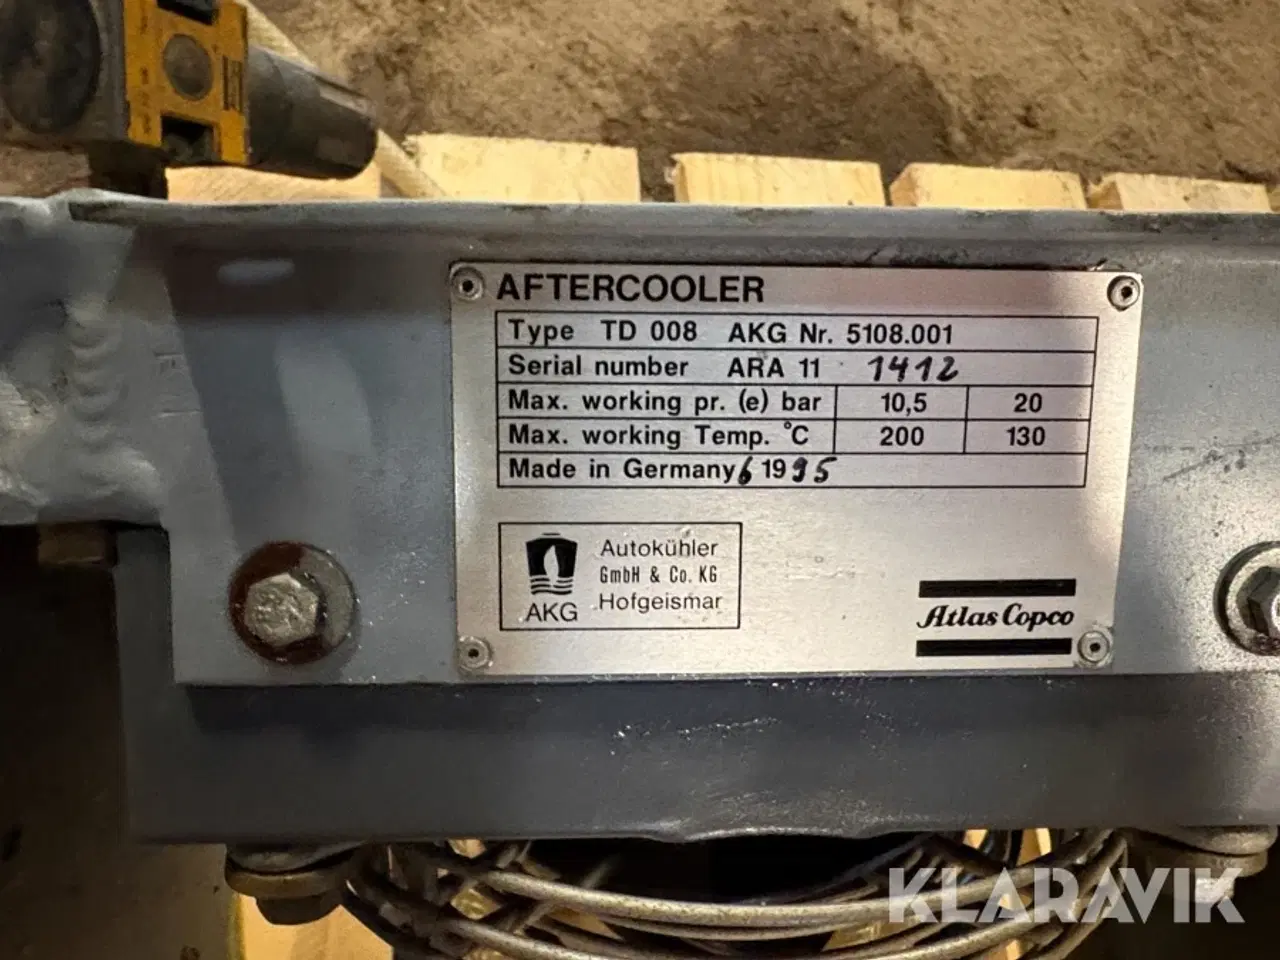 AFTERCOOLER
Type TD 008 AKG Nr. 5108.001
Serial number ARA 11 1412
Max. working pr. (e) bar 10,5 20
Max. working Temp. °C 200 130
Made in Germany 6 1995
Autokühler
GmbH & Co. KG
Hofgeismar
AKG
Atlas Copco
KLARAVIK